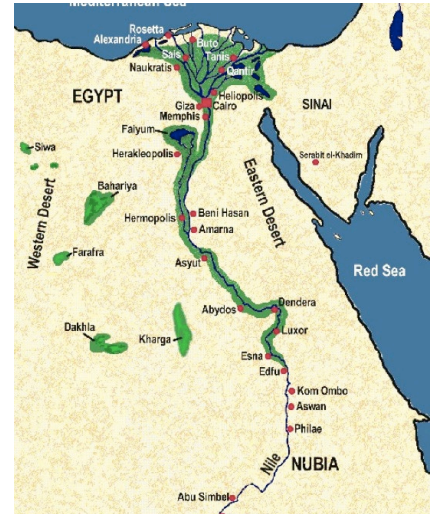 Mediterranean Sea
Rosetta
Alexandria
Buto
Sais
Tanis
Naukratis
Qantir
Heliopolis
EGYPT
Giza
Cairo
SINAI
Memphis
Faiyum
Siwa
Herakleopolis
Serabit el-Khadim
Eastern Desert
Bahariya
Western Desert
Beni Hasan
Hermopolis
Amarna
Farafra
Asyut
Red Sea
Abydos
Dendera
Dakhla
Kharga
Luxor
Esna
Edfu
Kom Ombo
Aswan
Philae
Nile
NUBIA
Abu Simbel